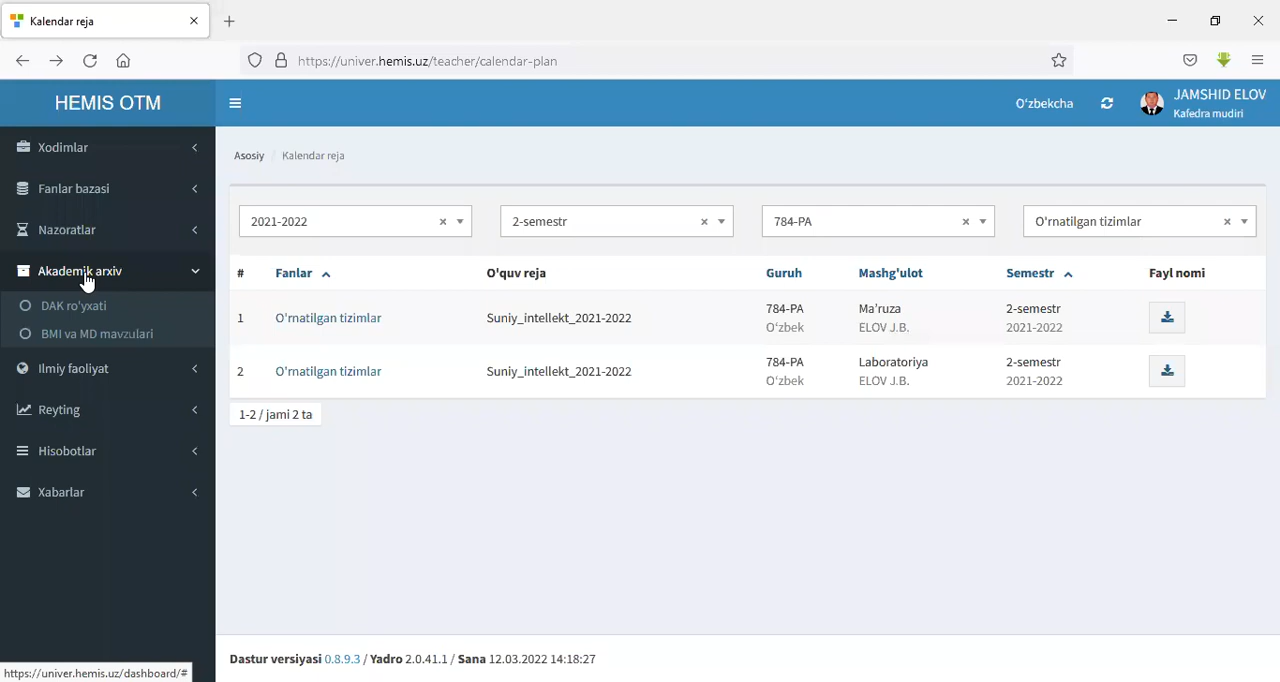 Kalendar reja
https://univer.hemis.uz/teacher/calendar-plan
HEMIS OTM
O'zbekcha
JAMSHID ELOV
Kafedra mudiri
Xodimlar
Fanlar bazasi
Nazoratlar
Akademik arxiv
DAK ro'yxati
BMI va MD mavzulari
Ilmiy faoliyat
Reyting
Hisobotlar
Xabarlar
Asosiy / Kalendar reja
2021-2022 2-semestr 784-PA O'rnatilgan tizimlar
# Fanlar O'quv reja Guruh Mashg'ulot Semestr Fayl nomi
1 O'rnatilgan tizimlar Suniy_intellekt_2021-2022 784-PA Ma’ruza 2-semestr
O‘zbek ELOV J.B. 2021-2022
2 O'rnatilgan tizimlar Suniy_intellekt_2021-2022 784-PA Laboratoriya 2-semestr
O‘zbek ELOV J.B. 2021-2022
1-2 / jami 2 ta
Dastur versiyasi 0.8.9.3 / Yadro 2.0.41.1 / Sana 12.03.2022 14:18:27
https://univer.hemis.uz/dashboard/#